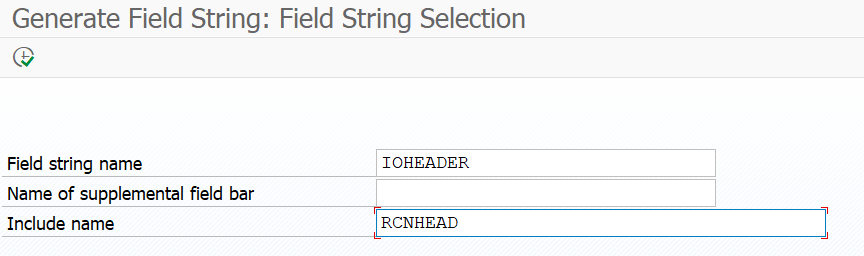 Generate Field String: Field String Selection
Field string name IOHEADER
Name of supplemental field bar
Include name RCNHEAD